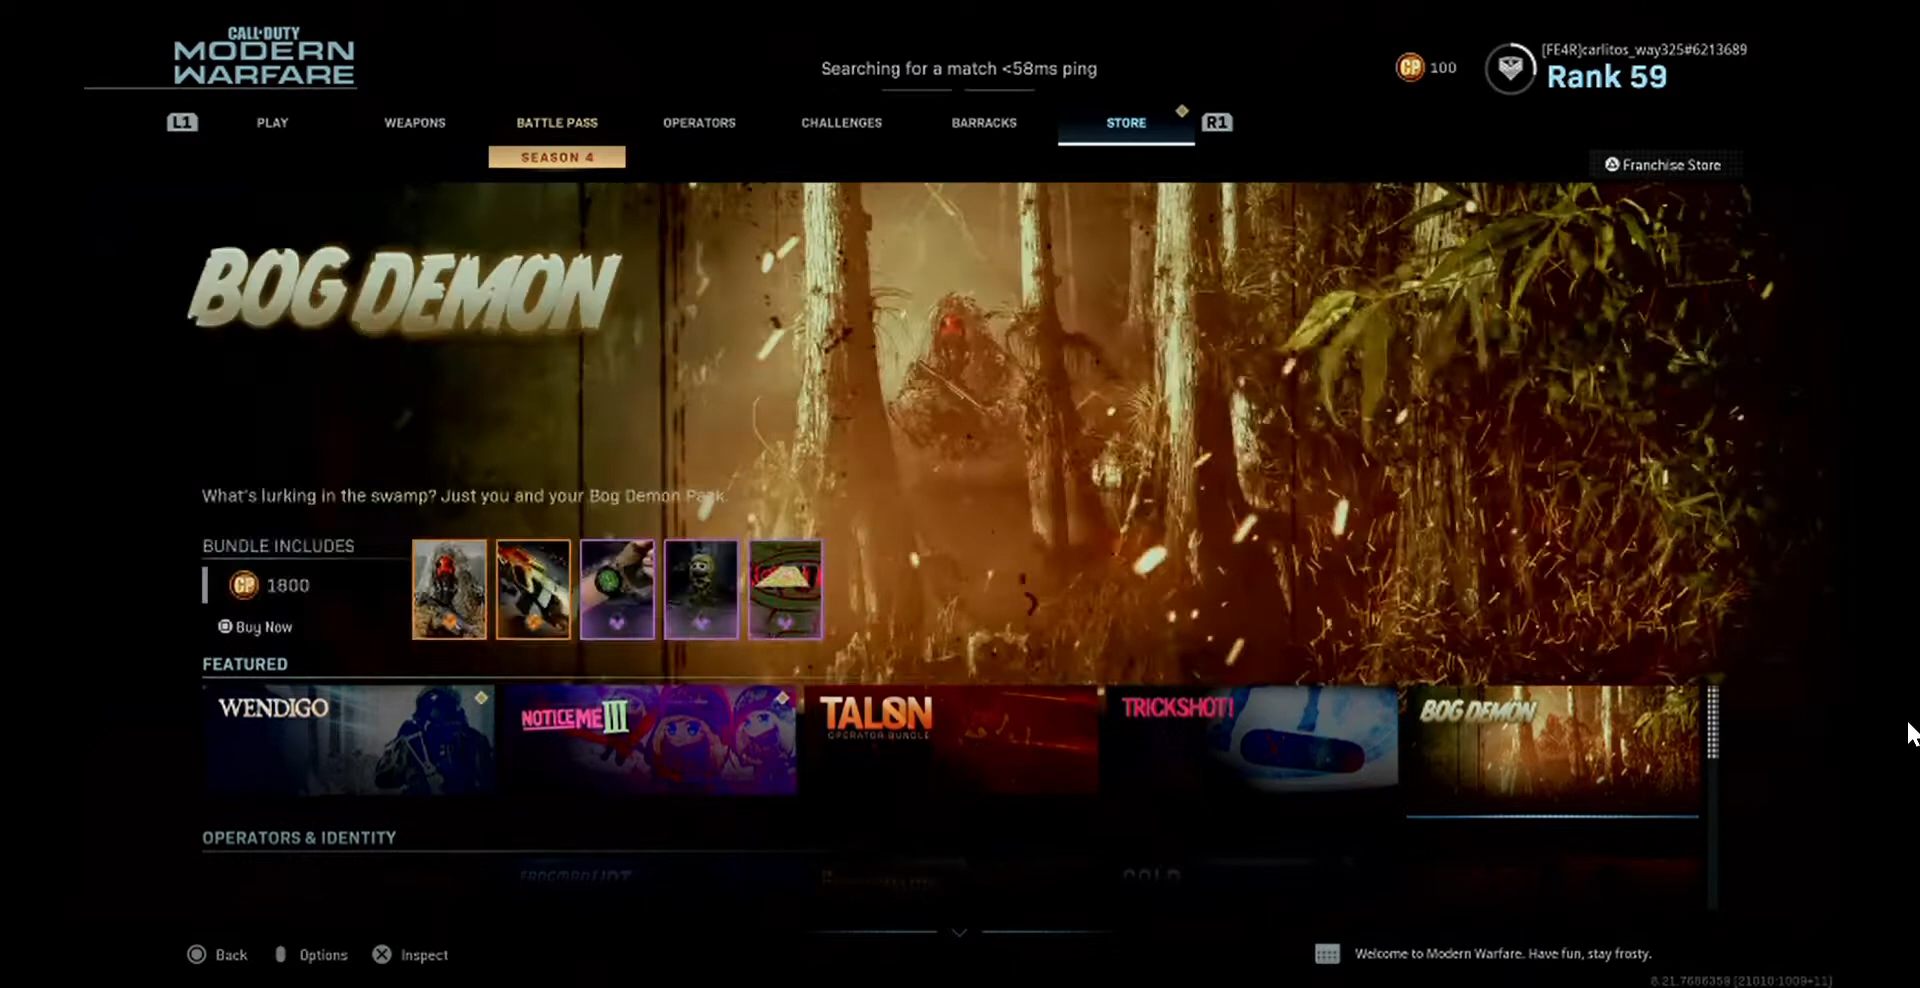 CALL·DUTY
MODERN
WARFARE
Searching for a match <58ms ping
CP 100
[FE4R]carlitos_way325#6213689
Rank 59
L1 PLAY WEAPONS BATTLE PASS OPERATORS CHALLENGES BARRACKS STORE R1
SEASON 4
Franchise Store
BOG DEMON
What's lurking in the swamp? Just you and your Bog Demon Pack.
BUNDLE INCLUDES
CP 1800
Buy Now
FEATURED
WENDIGO
NOTICE ME III
TALON
OPERATOR BUNDLE
TRICKSHOT!
BOG DEMON
OPERATORS & IDENTITY
Back Options Inspect
Welcome to Modern Warfare. Have fun, stay frosty.